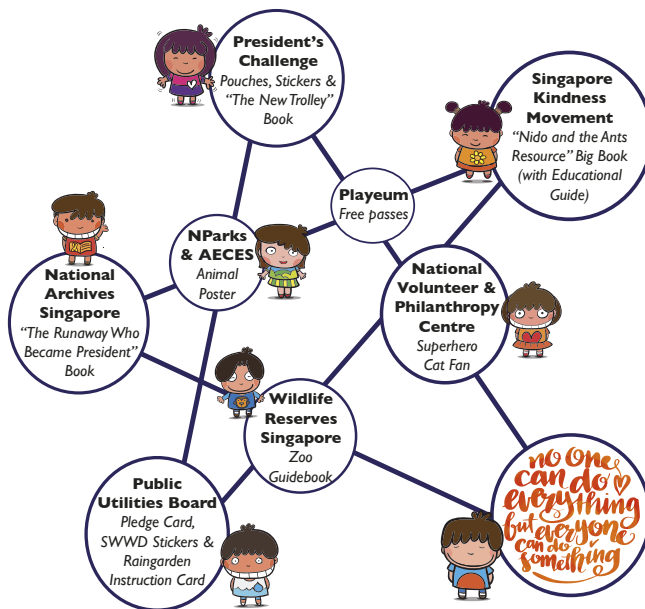 President's
Challenge
Pouches, Stickers &
"The New Trolley"
Book
Singapore
Kindness
Movement
"Nido and the Ants
Resource" Big Book
(with Educational
Guide)
Playeum
Free passes
NParks
& AECES
Animal
Poster
National
Archives
Singapore
"The Runaway Who
Became President"
Book
National
Volunteer &
Philanthropy
Centre
Superhero
Cat Fan
Wildlife
Reserves
Singapore
Zoo
Guidebook
Public
Utilities Board
Pledge Card,
SWWD Stickers &
Raingarden
Instruction Card
no one
can do
everything
but everyone
can do
something